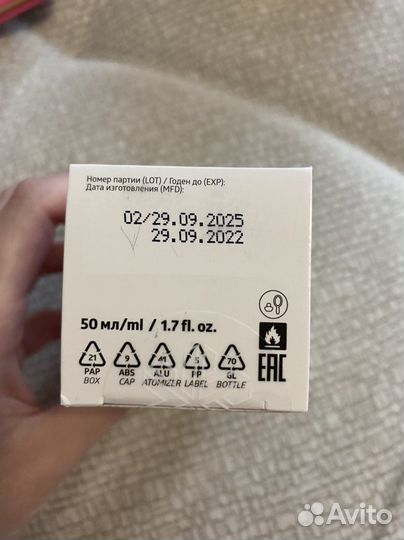 Номер партии (LOT) / Годен до (EXP):
Дата изготовления (MFD):
02/29.09.2025
29.09.2022
50 мл/ml / 1.7 fl. oz.
21 9 41 5 70
PAP ABS ALU PP GL
BOX CAP ATOMIZER LABEL BOTTLE
EAC
Avito